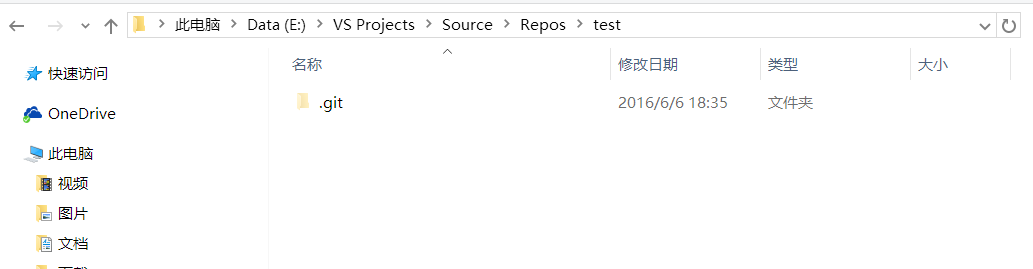 此电脑 Data (E:) VS Projects Source Repos test
名称 修改日期 类型 大小
快速访问
.git 2016/6/6 18:35 文件夹
OneDrive
此电脑
视频
图片
文档